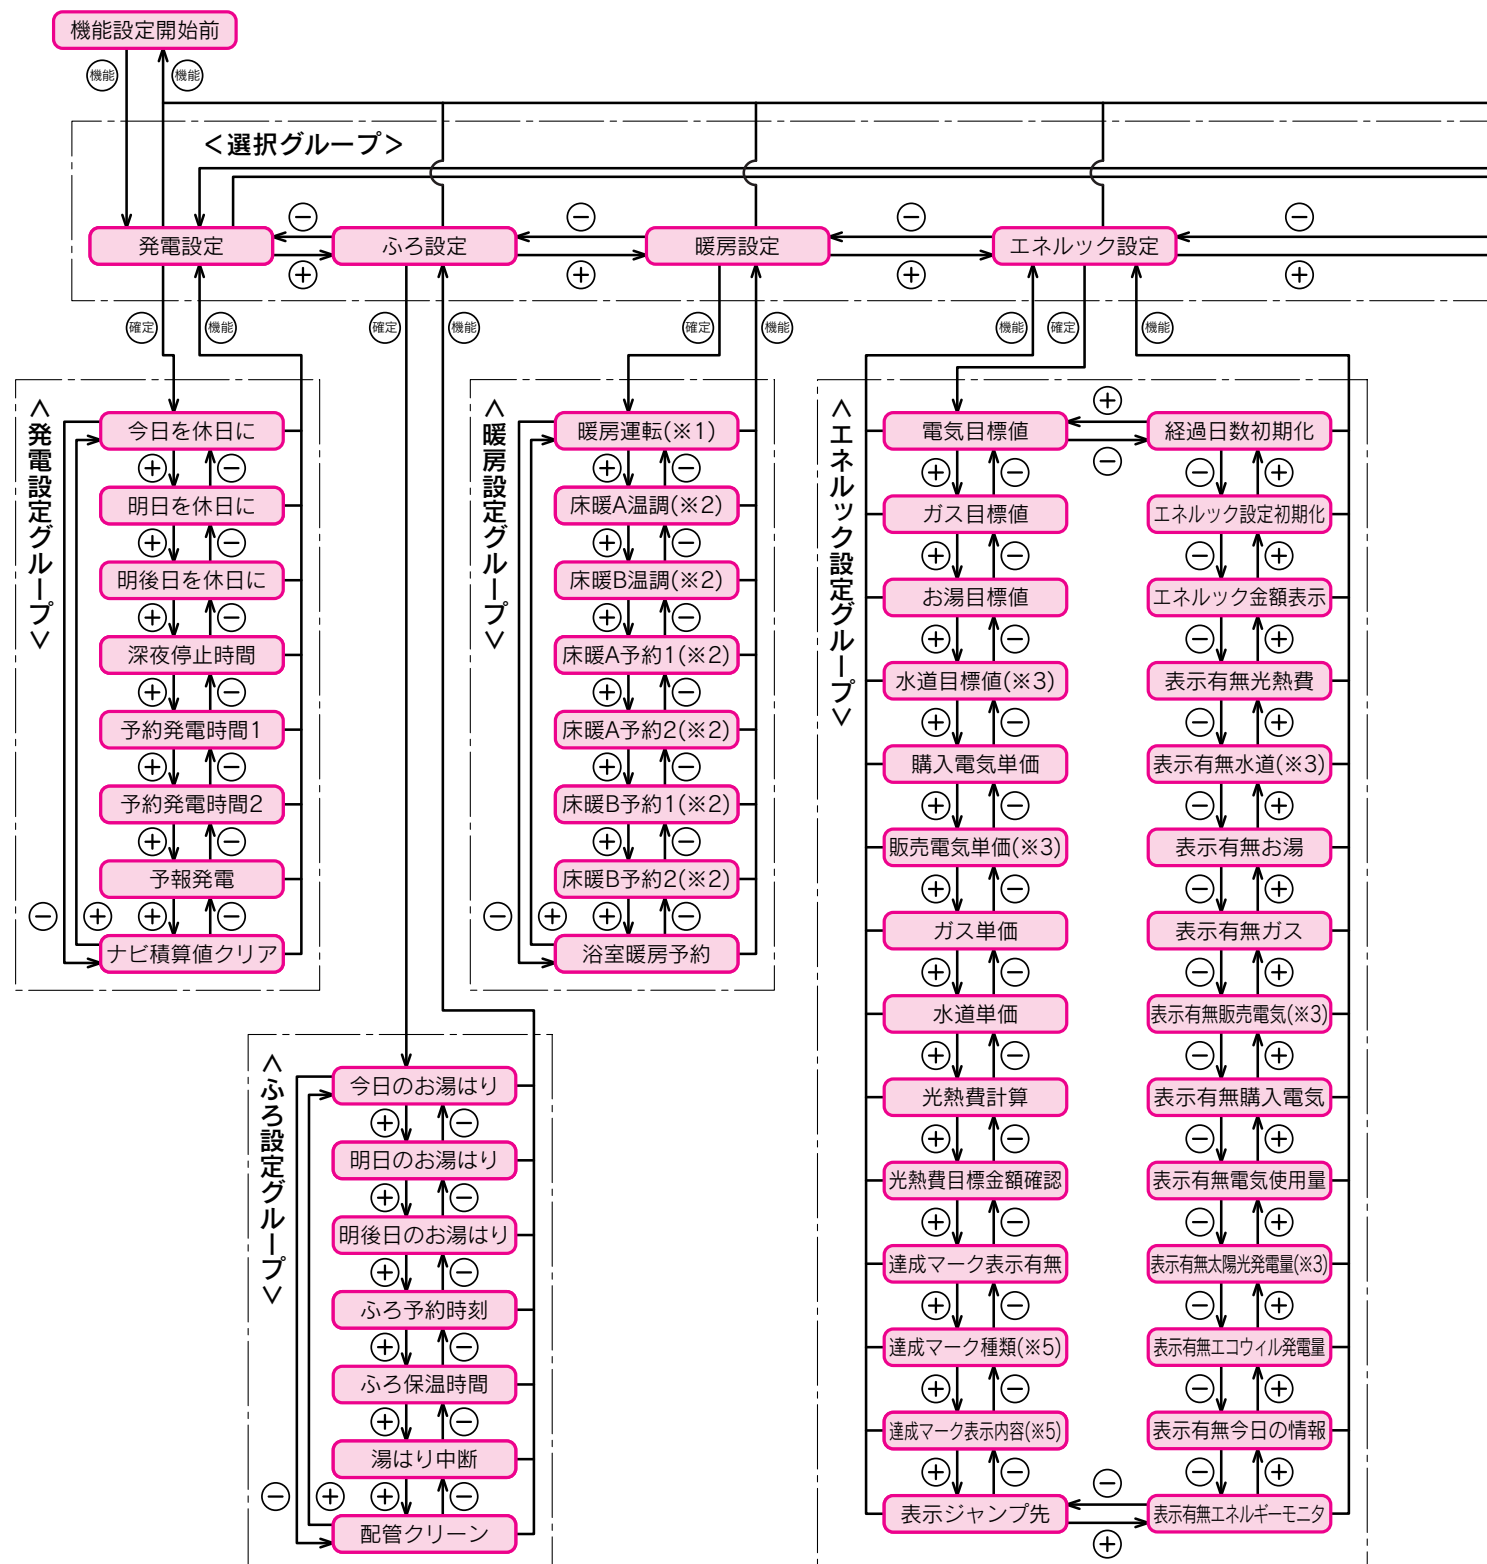 機能設定開始前
機能
機能
＜選択グループ＞
⊖
⊖
⊖
⊖
発電設定
ふろ設定
暖房設定
エネルック設定
⊕
⊕
⊕
⊕
確定
機能
確定
機能
確定
機能
機能
確定
機能
＜発電設定グループ＞
今日を休日に
⊕
⊖
明日を休日に
⊕
⊖
明後日を休日に
⊕
⊖
深夜停止時間
⊕
⊖
予約発電時間1
⊕
⊖
予約発電時間2
⊕
⊖
予報発電
⊖
⊕
⊕
⊖
ナビ積算値クリア
＜ふろ設定グループ＞
今日のお湯はり
⊕
⊖
明日のお湯はり
⊕
⊖
明後日のお湯はり
⊕
⊖
ふろ予約時刻
⊕
⊖
ふろ保温時間
⊕
⊖
湯はり中断
⊖
⊕
⊕
⊖
配管クリーン
＜暖房設定グループ＞
暖房運転(※1)
⊕
⊖
床暖A温調(※2)
⊕
⊖
床暖B温調(※2)
⊕
⊖
床暖A予約1(※2)
⊕
⊖
床暖A予約2(※2)
⊕
⊖
床暖B予約1(※2)
⊕
⊖
床暖B予約2(※2)
⊖
⊕
⊕
⊖
浴室暖房予約
＜エネルック設定グループ＞
電気目標値
⊕
⊖
ガス目標値
⊕
⊖
お湯目標値
⊕
⊖
水道目標値(※3)
⊕
⊖
購入電気単価
⊕
⊖
販売電気単価(※3)
⊕
⊖
ガス単価
⊕
⊖
水道単価
⊕
⊖
光熱費計算
⊕
⊖
光熱費目標金額確認
⊕
⊖
達成マーク表示有無
⊕
⊖
達成マーク種類(※5)
⊕
⊖
達成マーク表示内容(※5)
⊕
⊖
表示ジャンプ先
⊕
⊖
経過日数初期化
⊖
⊕
エネルック設定初期化
⊖
⊕
エネルック金額表示
⊖
⊕
表示有無光熱費
⊖
⊕
表示有無水道(※3)
⊖
⊕
表示有無お湯
⊖
⊕
表示有無ガス
⊖
⊕
表示有無販売電気(※3)
⊖
⊕
表示有無購入電気
⊖
⊕
表示有無電気使用量
⊖
⊕
表示有無太陽光発電量(※3)
⊖
⊕
表示有無エコウィル発電量
⊖
⊕
表示有無今日の情報
⊖
⊕
表示有無エネルギーモニタ
⊖
⊕